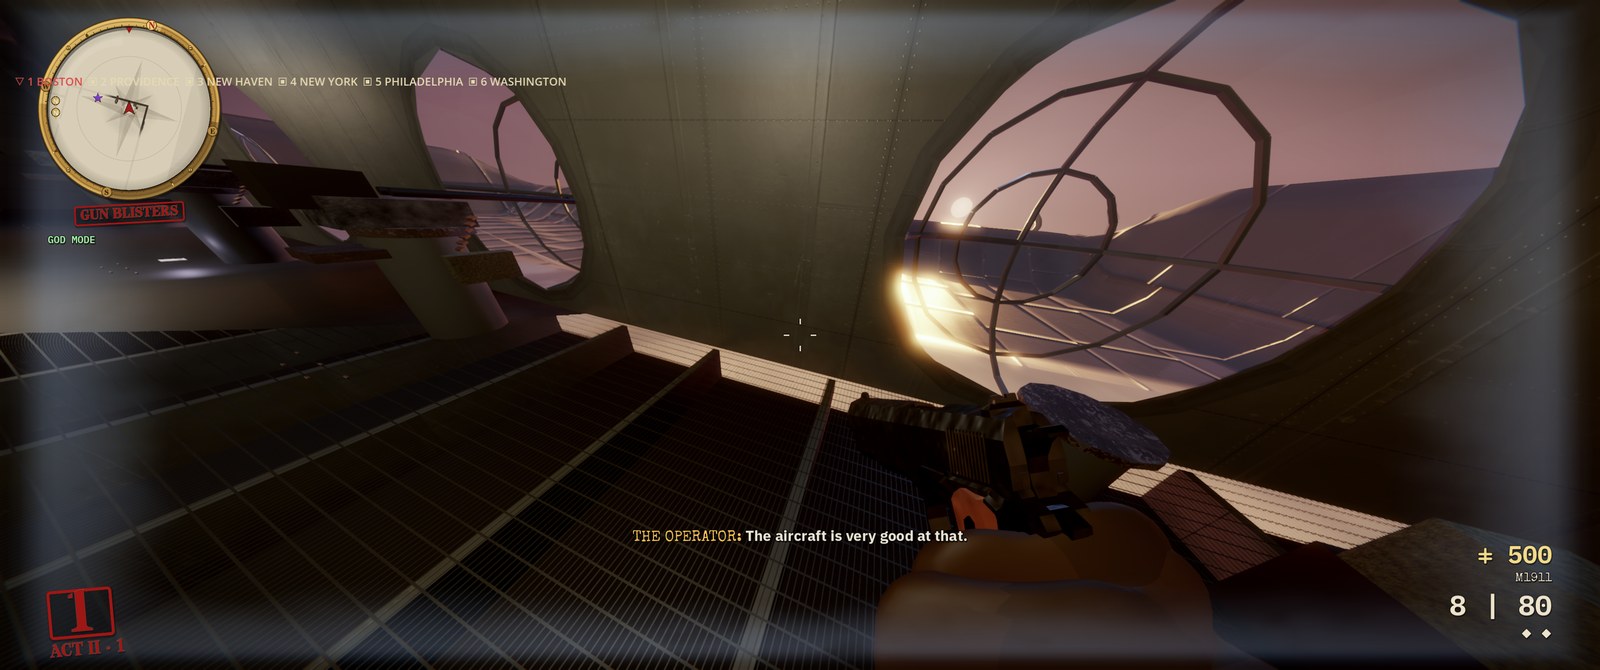 N
▽ 1 BOSTON ▣ 2 PROVIDENCE ▣ 3 NEW HAVEN ▣ 4 NEW YORK ▣ 5 PHILADELPHIA ▣ 6 WASHINGTON
E
S
GUN BLISTERS
GOD MODE
THE OPERATOR: The aircraft is very good at that.
ǂ 500
M1911
8 | 80
1
ACT II · 1